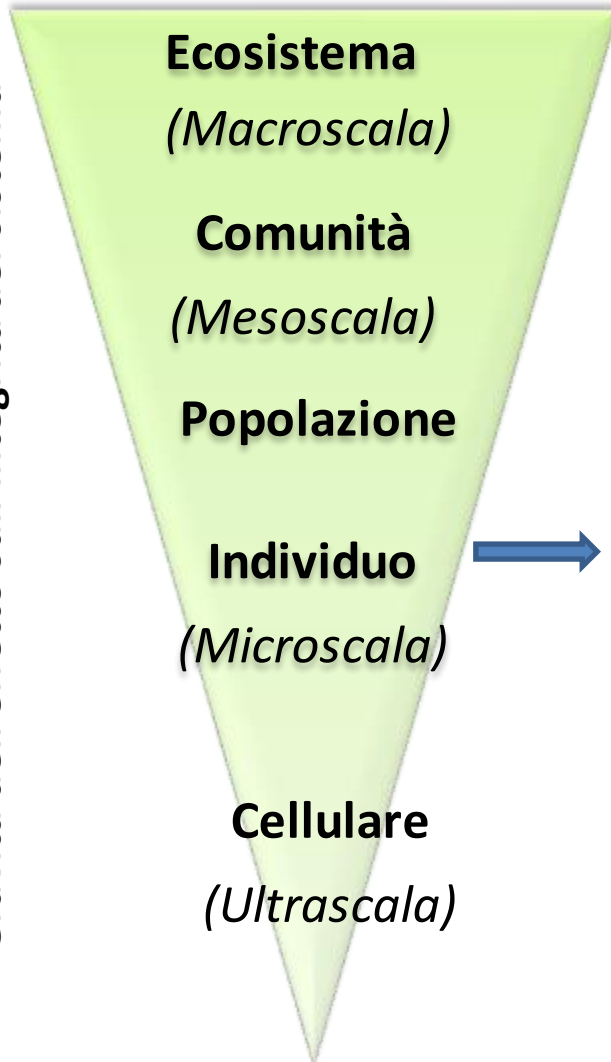 Ecosistema
(Macroscala)
Comunità
(Mesoscala)
Popolazione
Individuo
(Microscala)
Cellulare
(Ultrascala)